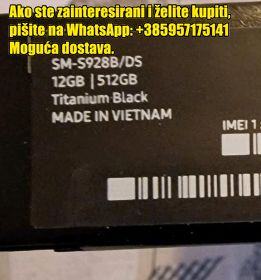 Ako ste zainteresirani i želite kupiti,
pišite na WhatsApp: +385957175141
Moguća dostava.
SM-S928B/DS
12GB | 512GB
Titanium Black
MADE IN VIETNAM
IMEI 1